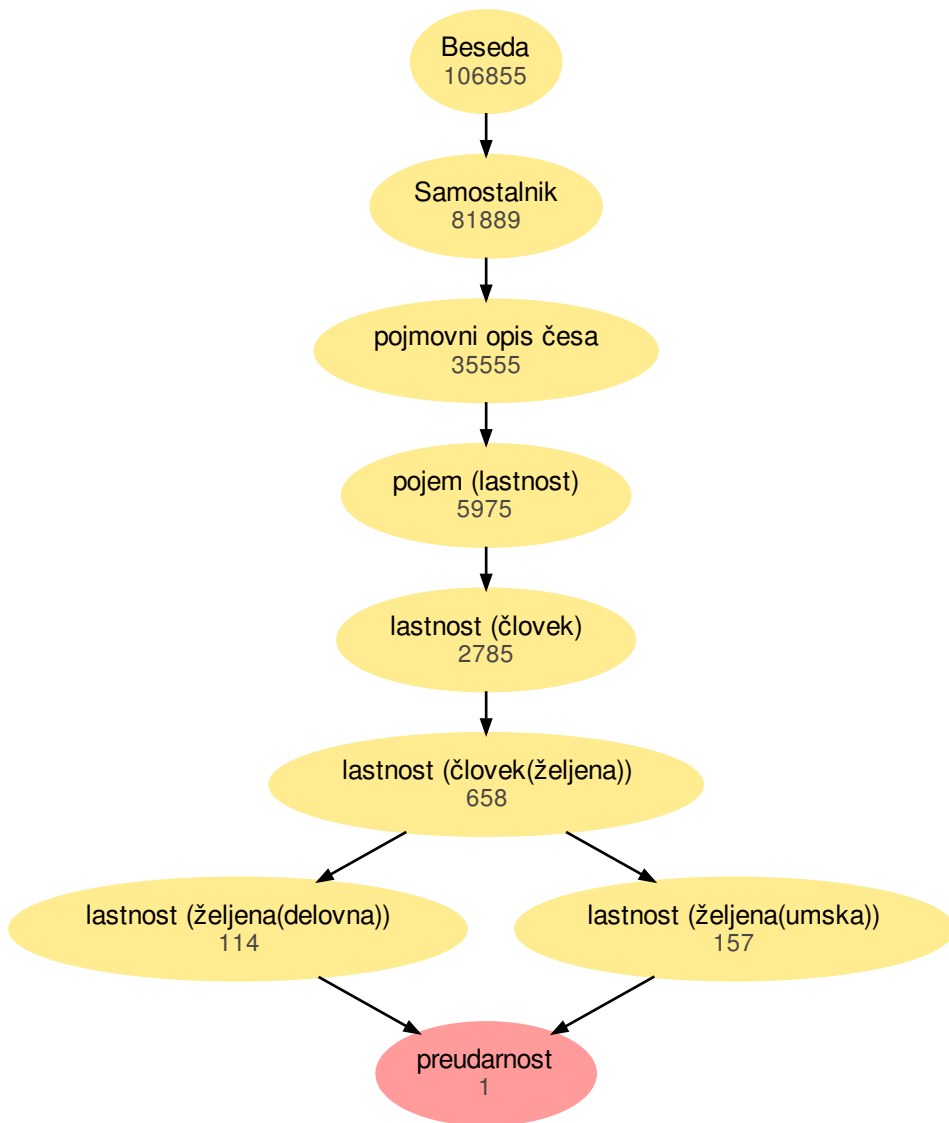 Beseda
106855
Samostalnik
81889
pojmovni opis česa
35555
pojem (lastnost)
5975
lastnost (človek)
2785
lastnost (človek(željena))
658
lastnost (željena(delovna))
114
lastnost (željena(umska))
157
preudarnost
1